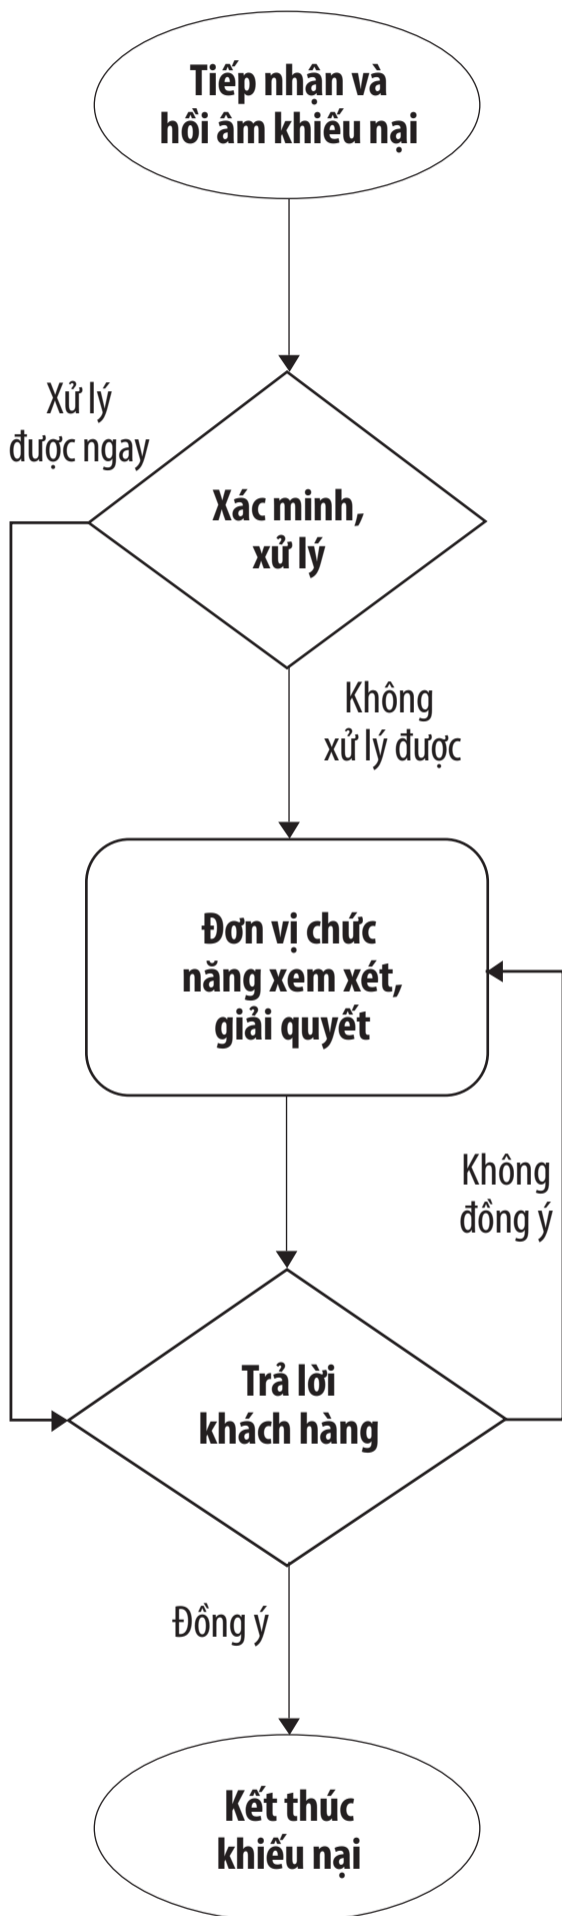 Tiếp nhận và
hồi âm khiếu nại
Xử lý
được ngay
Xác minh,
xử lý
Không
xử lý được
Đơn vị chức
năng xem xét,
giải quyết
Không
đồng ý
Trả lời
khách hàng
Đồng ý
Kết thúc
khiếu nại